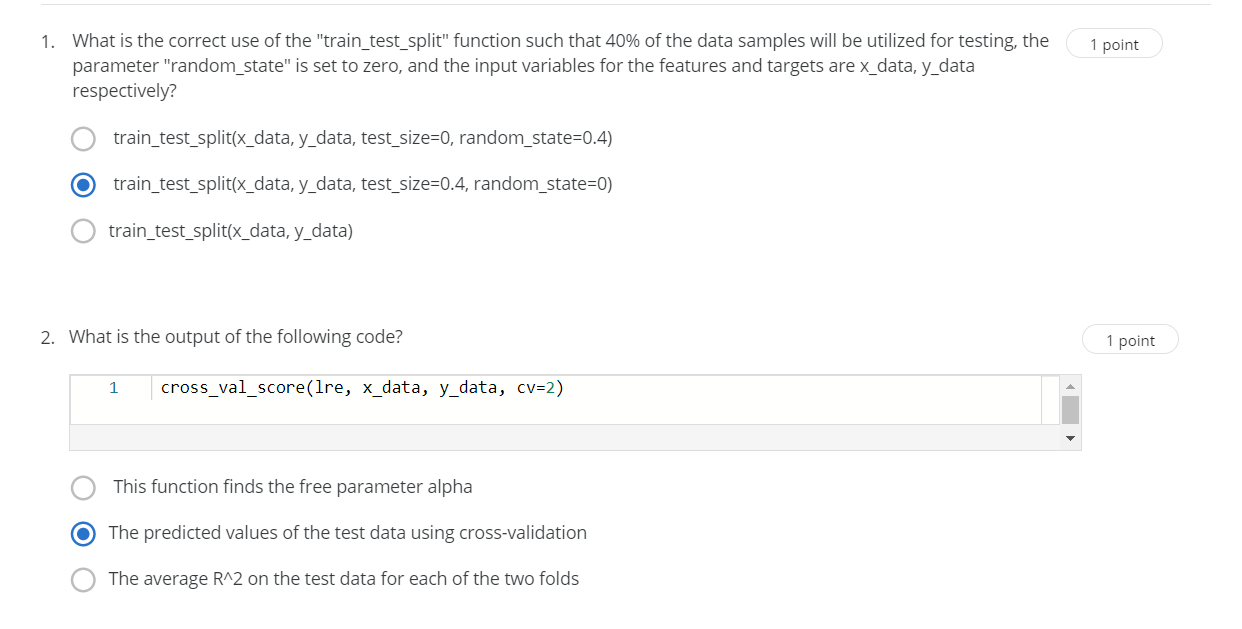 1. What is the correct use of the "train_test_split" function such that 40% of the data samples will be utilized for testing, the
1 point
parameter "random_state" is set to zero, and the input variables for the features and targets are x_data, y_data
respectively?
train_test_split(x_data, y_data, test_size=0, random_state=0.4)
train_test_split(x_data, y_data, test_size=0.4, random_state=0)
train_test_split(x_data, y_data)
2. What is the output of the following code?
1 point
1 cross_val_score(lre, x_data, y_data, cv=2)
This function finds the free parameter alpha
The predicted values of the test data using cross-validation
The average R^2 on the test data for each of the two folds